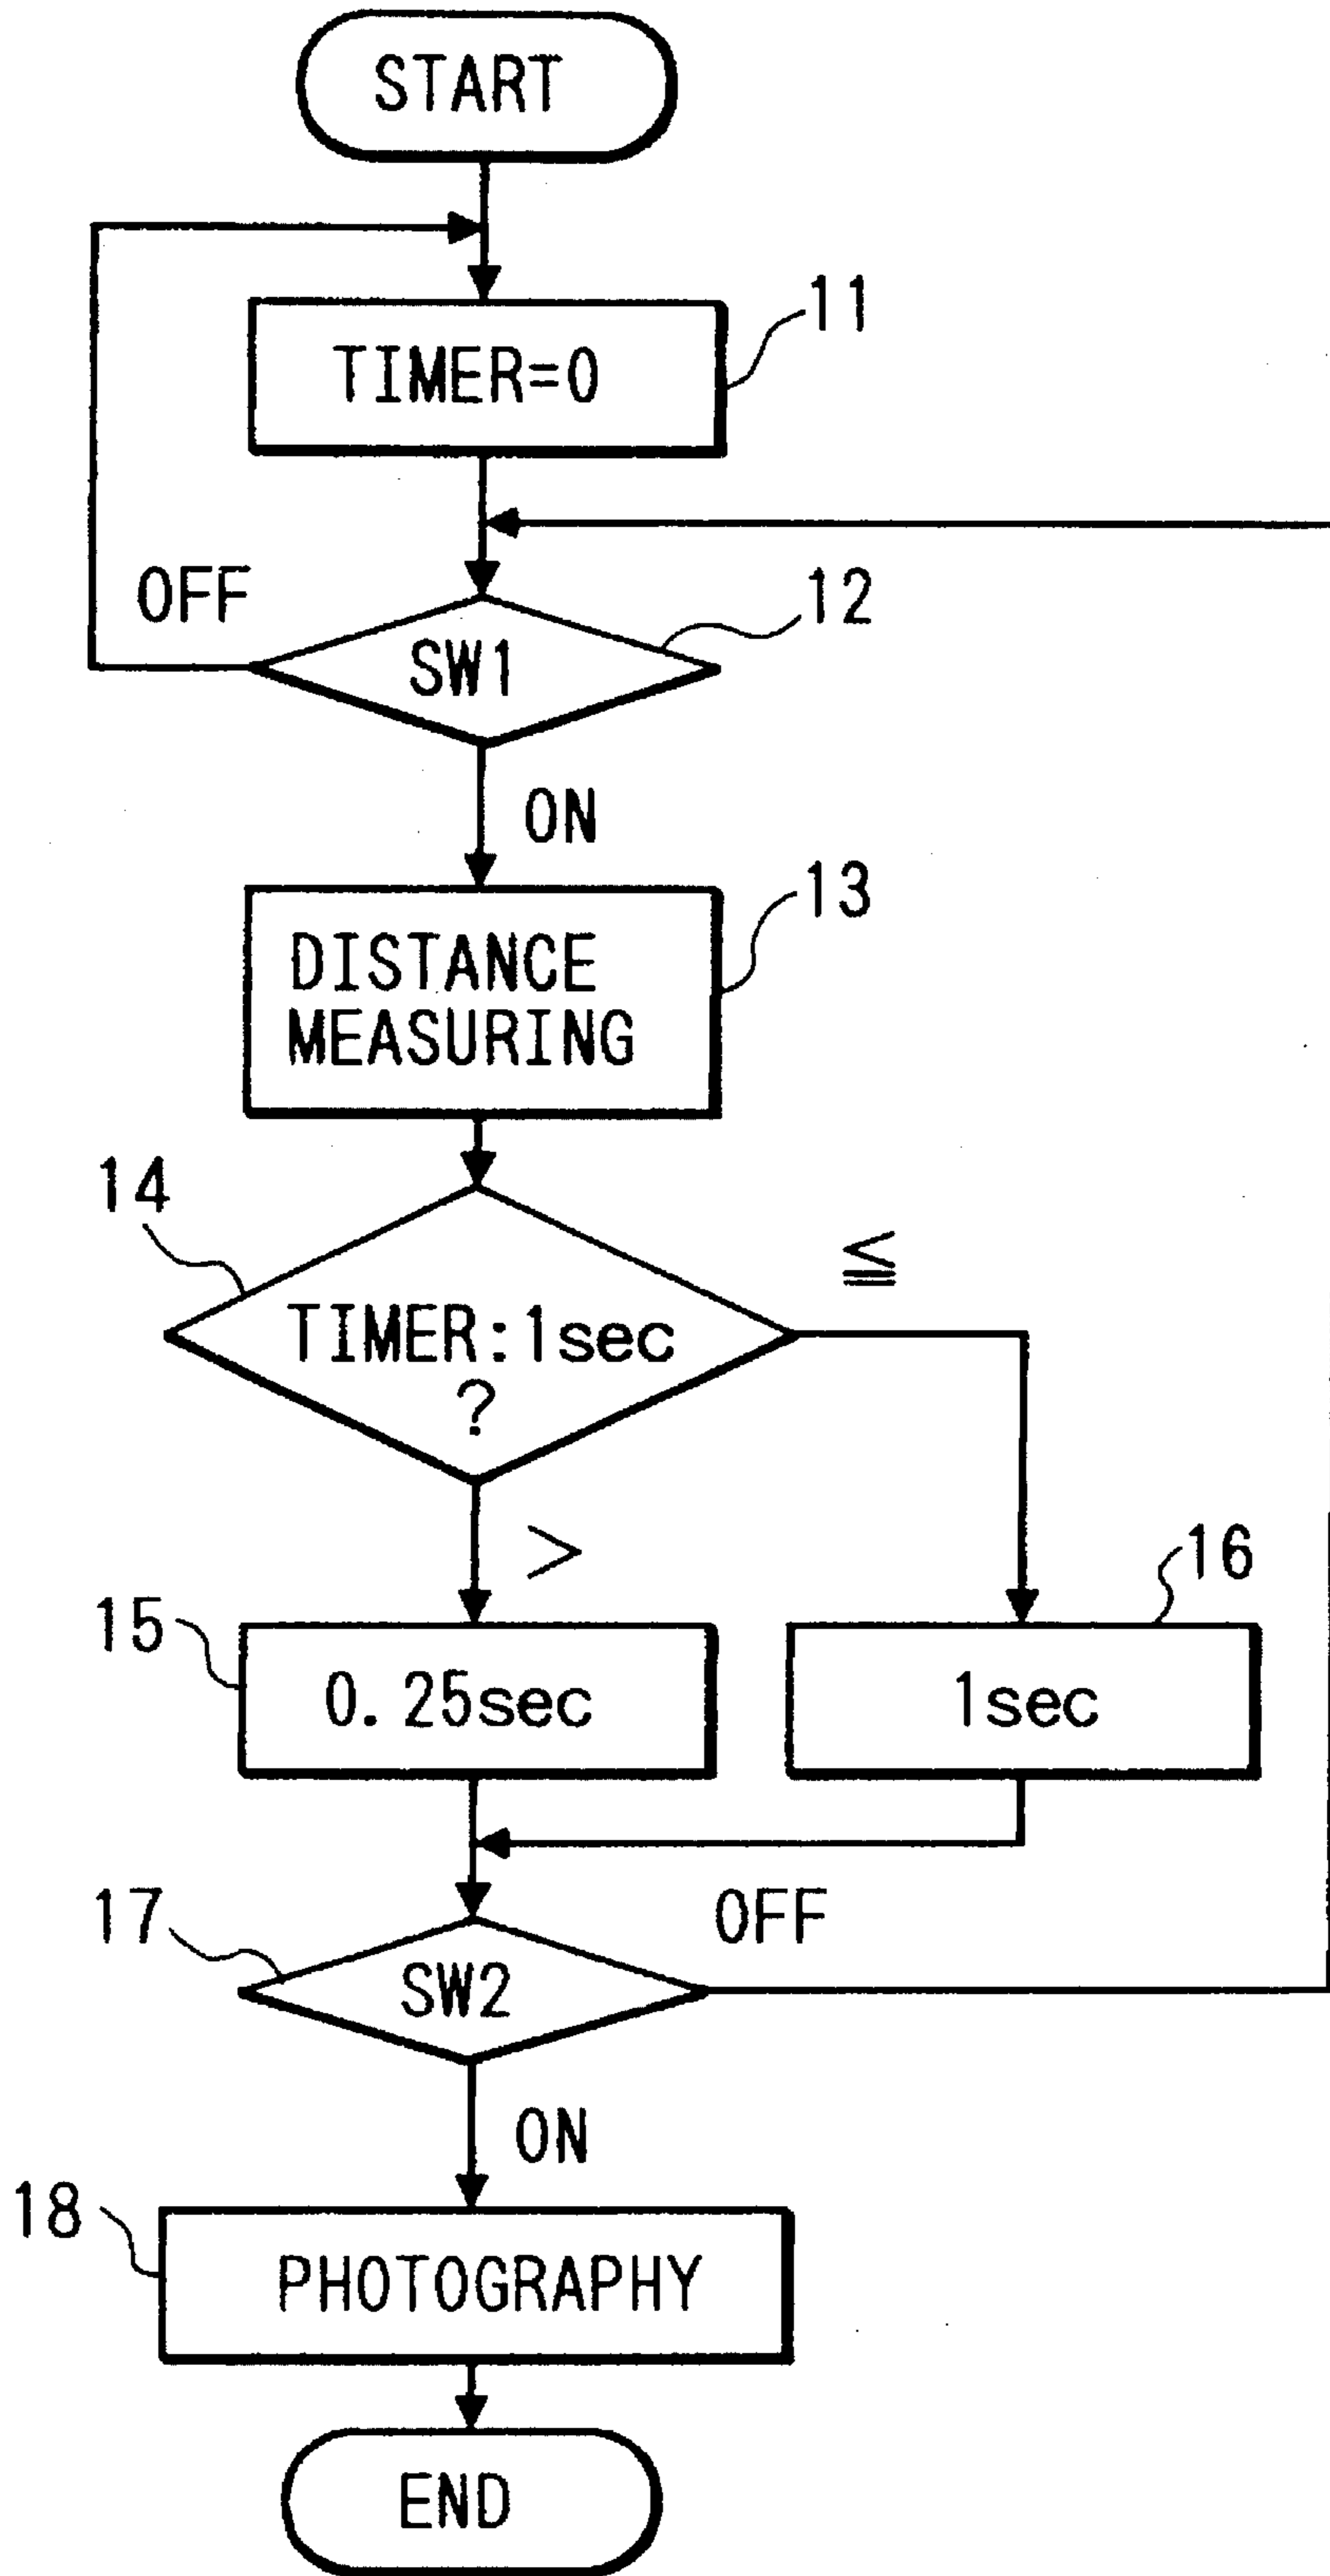 START
11
TIMER=0
OFF
12
SW1
ON
13
DISTANCE
MEASURING
14
≦
TIMER:1sec
?
>
16
15
0.25sec
1sec
17
OFF
SW2
ON
18
PHOTOGRAPHY
END